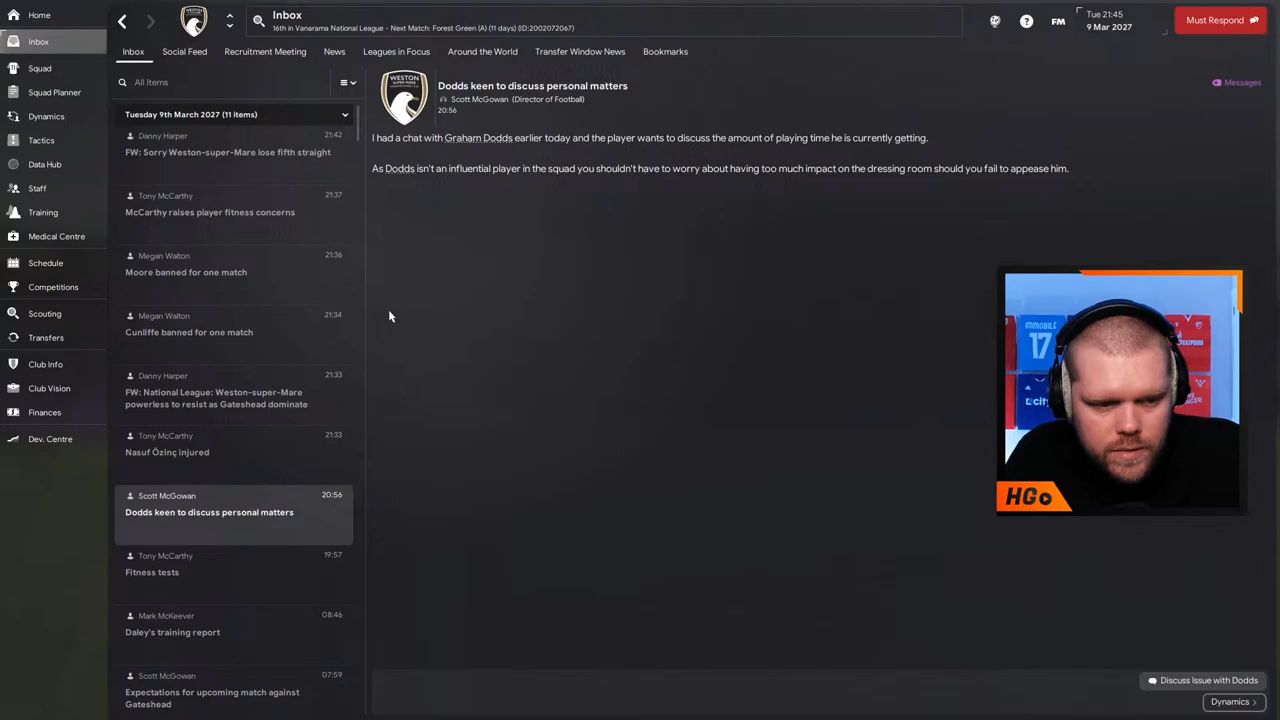 Home
Inbox
Squad
Squad Planner
Dynamics
Tactics
Data Hub
Staff
Training
Medical Centre
Schedule
Competitions
Scouting
Transfers
Club Info
Club Vision
Finances
Dev. Centre
Inbox
16th in Vanarama National League - Next Match: Forest Green (A) (11 days) (ID:2002072067)
FM
Tue 21:45
9 Mar 2027
Must Respond
Inbox
Social Feed
Recruitment Meeting
News
Leagues in Focus
Around the World
Transfer Window News
Bookmarks
All Items
Tuesday 9th March 2027 (11 items)
Danny Harper 21:42
FW: Sorry Weston-super-Mare lose fifth straight
Tony McCarthy 21:37
McCarthy raises player fitness concerns
Megan Walton 21:36
Moore banned for one match
Megan Walton 21:34
Cunliffe banned for one match
Danny Harper 21:33
FW: National League: Weston-super-Mare
powerless to resist as Gateshead dominate
Tony McCarthy 21:33
Nasuf Özinç injured
Scott McGowan 20:56
Dodds keen to discuss personal matters
Tony McCarthy 19:57
Fitness tests
Mark McKeever 08:46
Daley's training report
Scott McGowan 07:59
Expectations for upcoming match against
Gateshead
WESTON
SUPER MARE
Dodds keen to discuss personal matters
Scott McGowan (Director of Football)
20:56
Messages
I had a chat with Graham Dodds earlier today and the player wants to discuss the amount of playing time he is currently getting.
As Dodds isn't an influential player in the squad you shouldn't have to worry about having too much impact on the dressing room should you fail to appease him.
IMMOBILE
17
GAZPROM
HG
Discuss Issue with Dodds
Dynamics